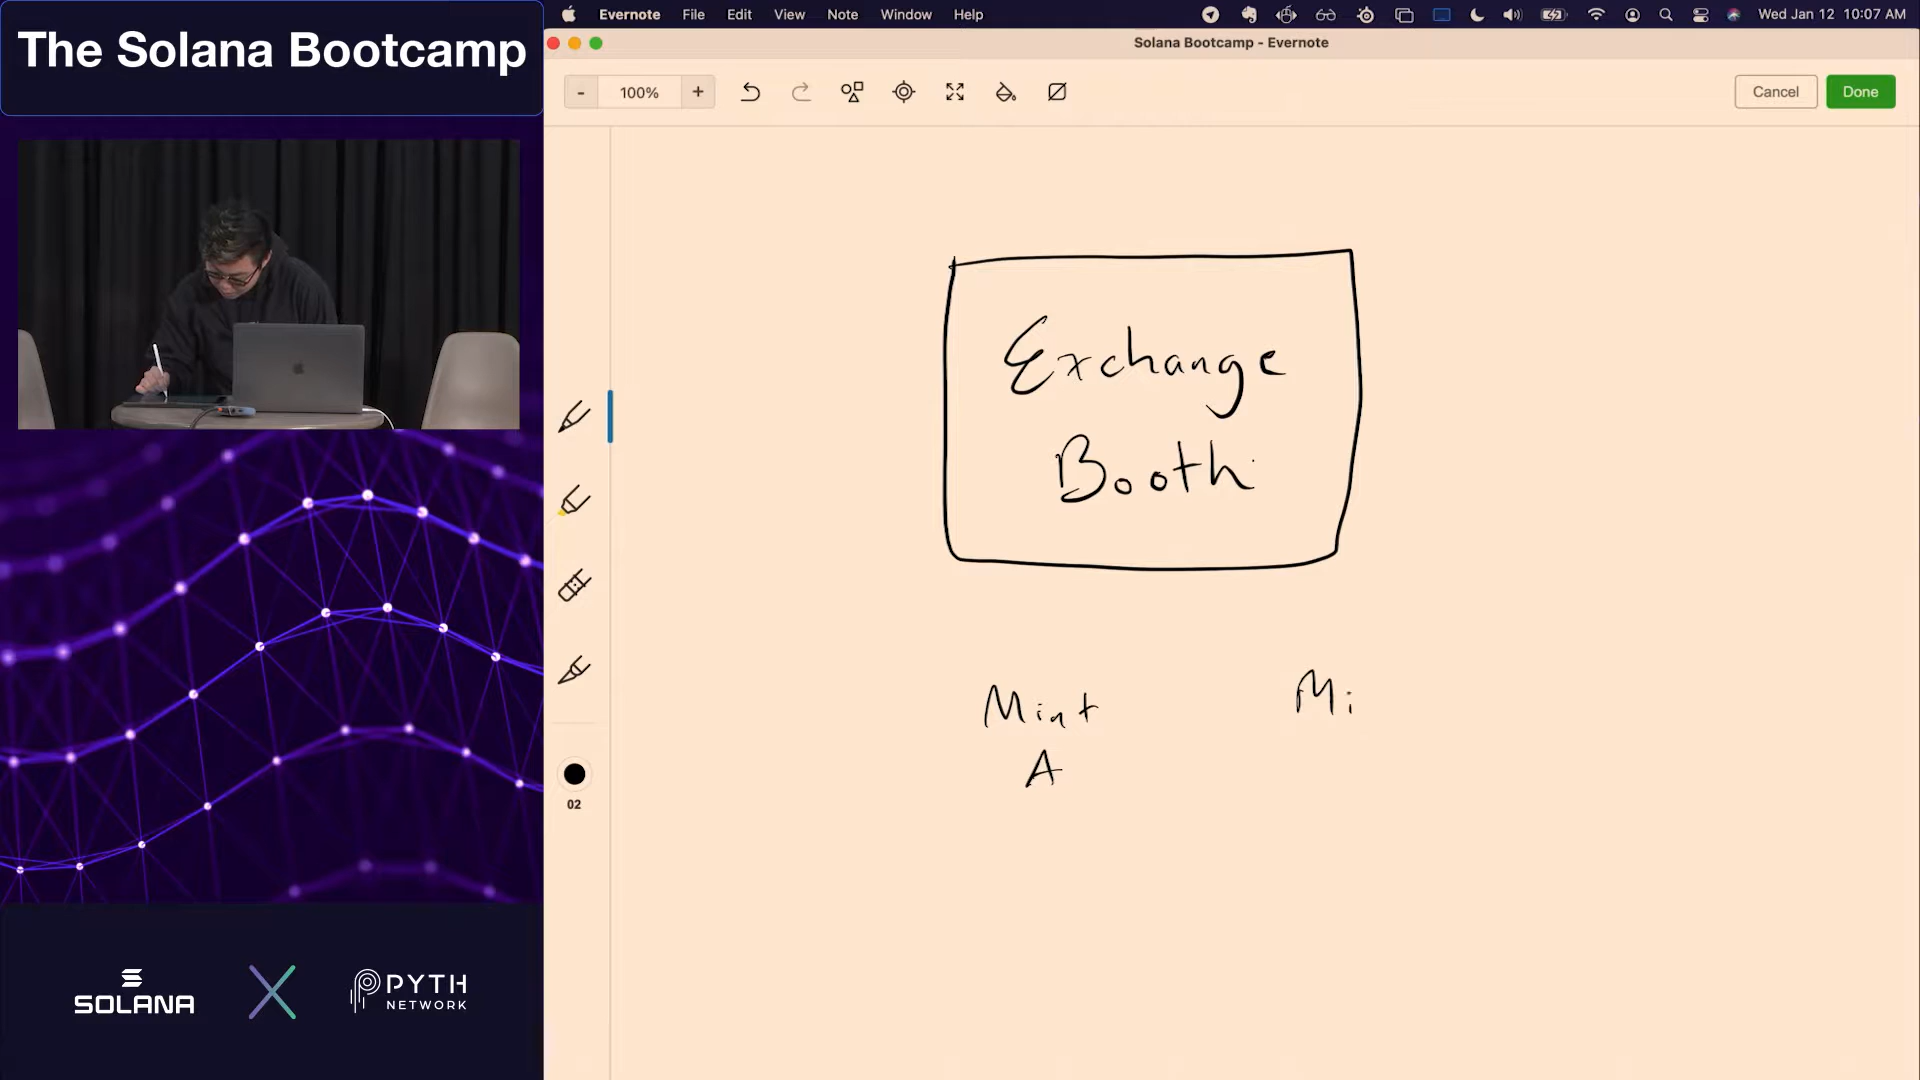 The Solana Bootcamp
Evernote File Edit View Note Window Help
Wed Jan 12 10:07 AM
Solana Bootcamp - Evernote
- 100% +
Cancel
Done
Exchange
Booth
Mint
Mi
A
02
SOLANA
PYTH
NETWORK